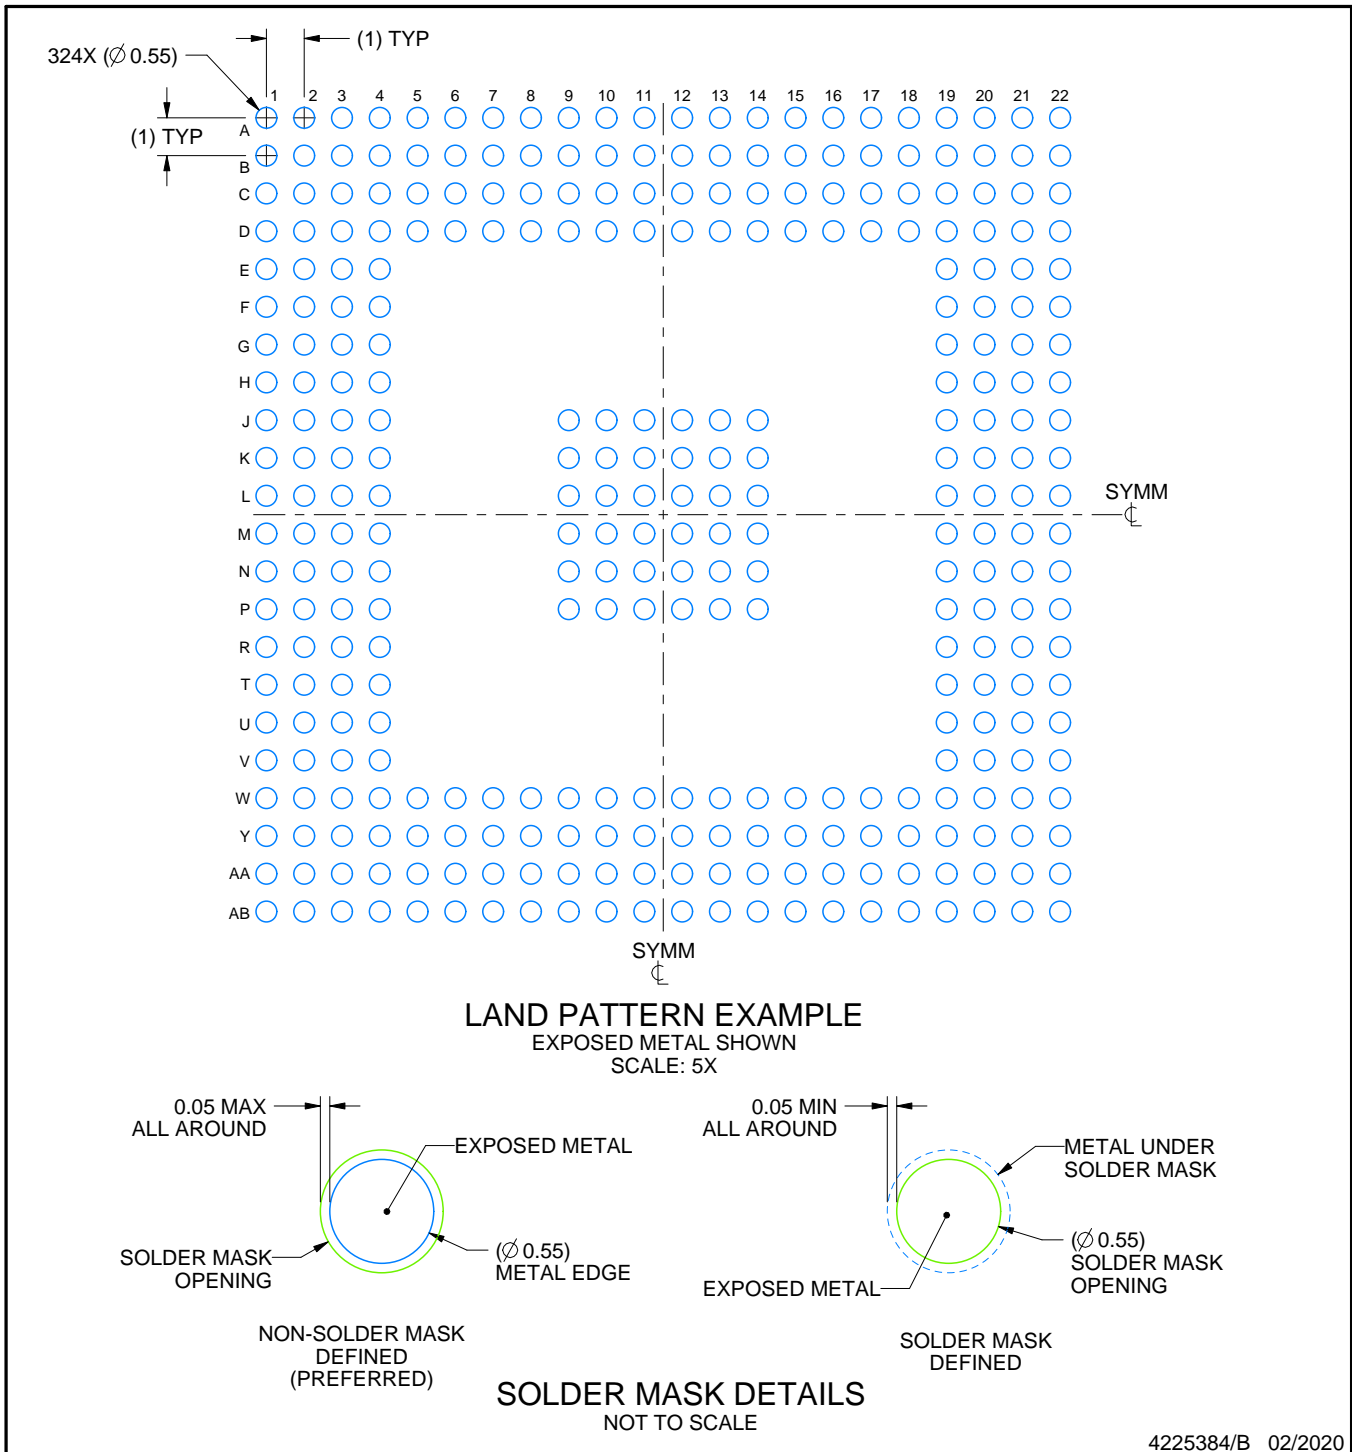 (1) TYP
324X (∅ 0.55)
1 2 3 4 5 6 7 8 9 10 11 12 13 14 15 16 17 18 19 20 21 22
A
(1) TYP
B
C
D
E
F
G
H
J
K
L
SYMM
℄
M
N
P
R
T
U
V
W
Y
AA
AB
SYMM
℄
LAND PATTERN EXAMPLE
EXPOSED METAL SHOWN
SCALE: 5X
0.05 MAX
ALL AROUND
EXPOSED METAL
SOLDER MASK
OPENING
(∅ 0.55)
METAL EDGE
NON-SOLDER MASK
DEFINED
(PREFERRED)
0.05 MIN
ALL AROUND
METAL UNDER
SOLDER MASK
(∅ 0.55)
SOLDER MASK
OPENING
EXPOSED METAL
SOLDER MASK
DEFINED
SOLDER MASK DETAILS
NOT TO SCALE
4225384/B 02/2020